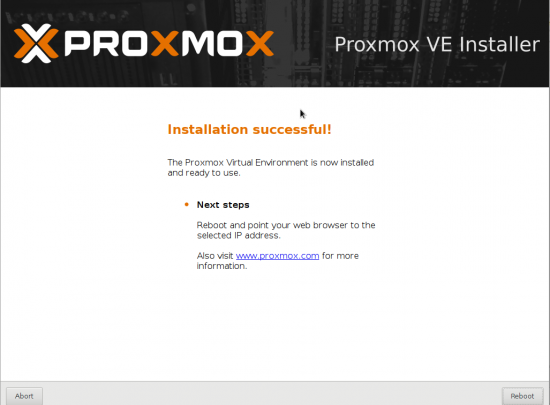 PROXMOX
Proxmox VE Installer
Installation successful!
The Proxmox Virtual Environment is now installed
and ready to use.
Next steps
Reboot and point your web browser to the
selected IP address.
Also visit www.proxmox.com for more
information.
Abort
Reboot